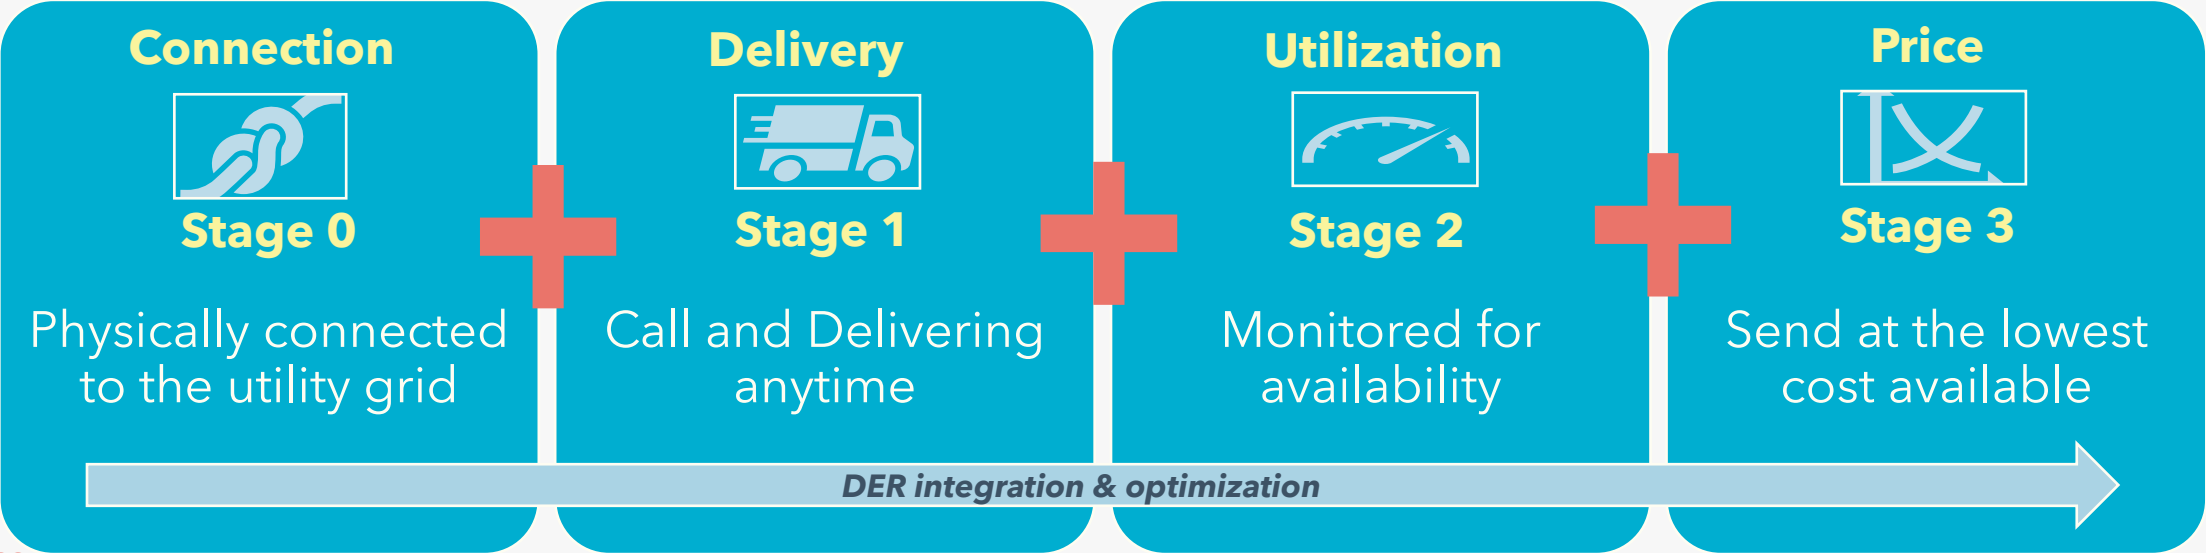 Connection
Stage 0
Physically connected
to the utility grid
Delivery
Stage 1
Call and Delivering
anytime
Utilization
Stage 2
Monitored for
availability
Price
Stage 3
Send at the lowest
cost available
DER integration & optimization